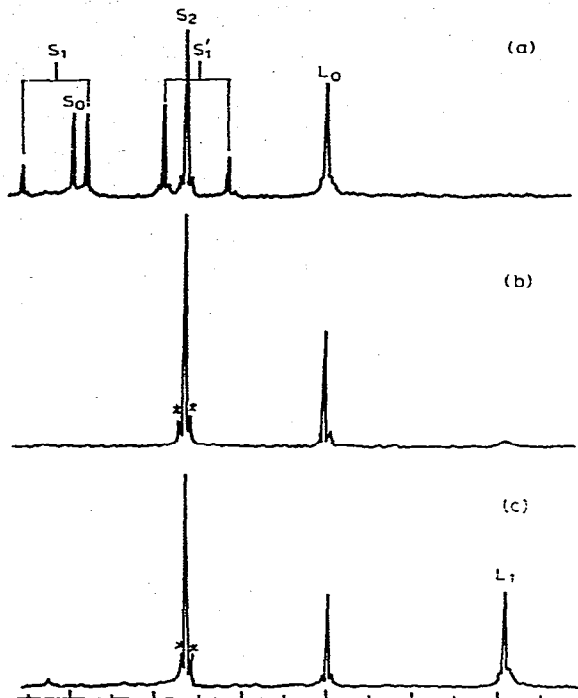 S₂
S₁ S₁′ (a)
S₀ L₀
(b)
* *
(c)
L₁
* *